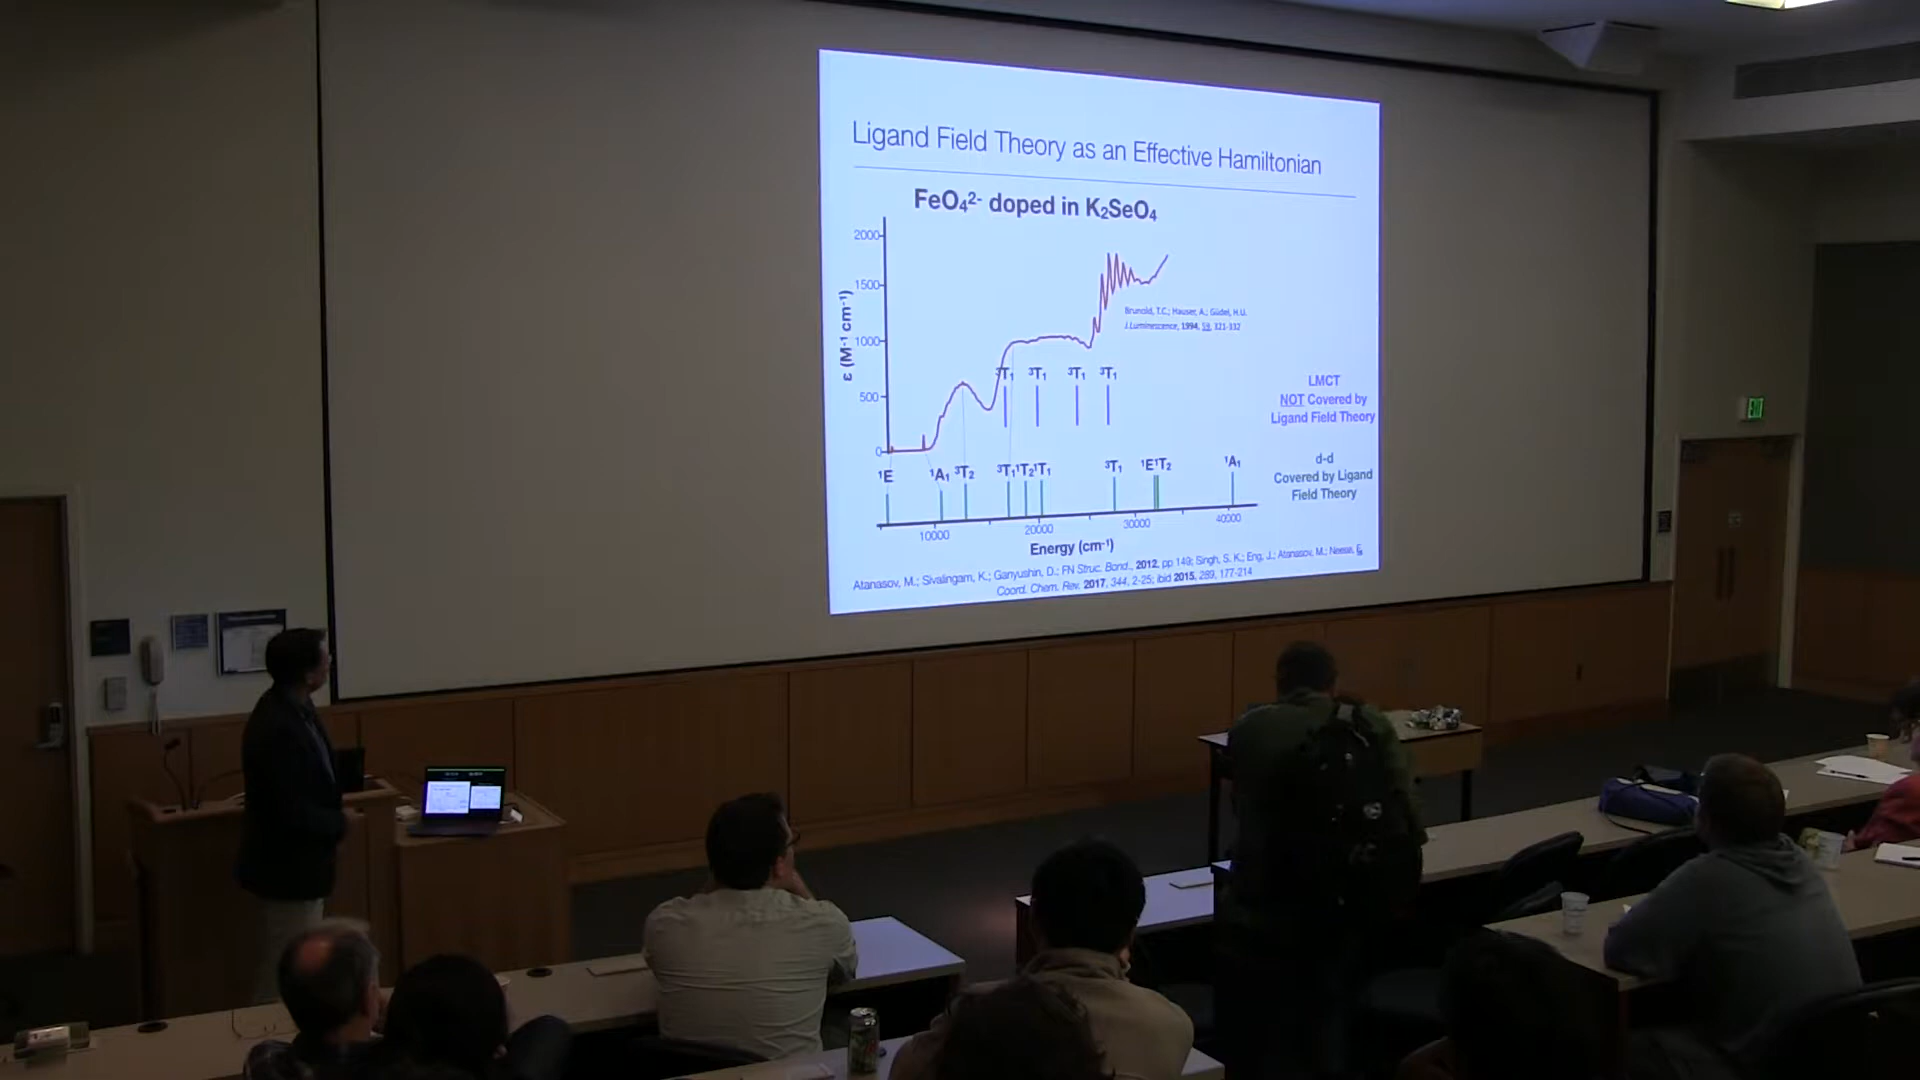 Ligand Field Theory as an Effective Hamiltonian
FeO₄²⁻ doped in K₂SeO₄
2000
1500
1000
500
0
ε (M⁻¹ cm⁻¹)
Brunold, T.C.; Hauser, A.; Güdel, H.U.
J.Luminescence, 1994, 59, 321-332
³T₁ ³T₁ ³T₁ ³T₁
LMCT
NOT Covered by
Ligand Field Theory
¹E ¹A₁ ³T₂ ³T₁ ¹T₂ ¹T₁ ³T₁ ¹E ¹T₂ ¹A₁
d-d
Covered by Ligand
Field Theory
10000 20000 30000 40000
Energy (cm⁻¹)
Atanasov, M.; Sivalingam, K.; Ganyushin, D.; FN Struc. Bond., 2012, pp 149; Singh, S. K.; Eng, J.; Atanasov, M.; Neese, F.
Coord. Chem. Rev. 2017, 344, 2-25; ibid 2015, 289, 177-214
EXIT